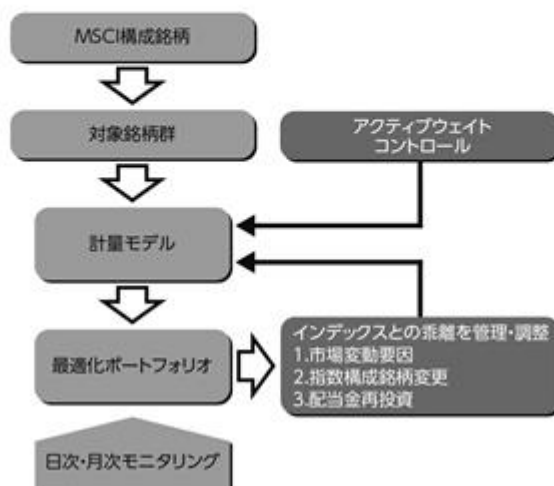 MSCI構成銘柄
対象銘柄群
アクティブウェイト
コントロール
計量モデル
最適化ポートフォリオ
インデックスとの乖離を管理・調整
1.市場変動要因
2.指数構成銘柄変更
3.配当金再投資
日次・月次モニタリング